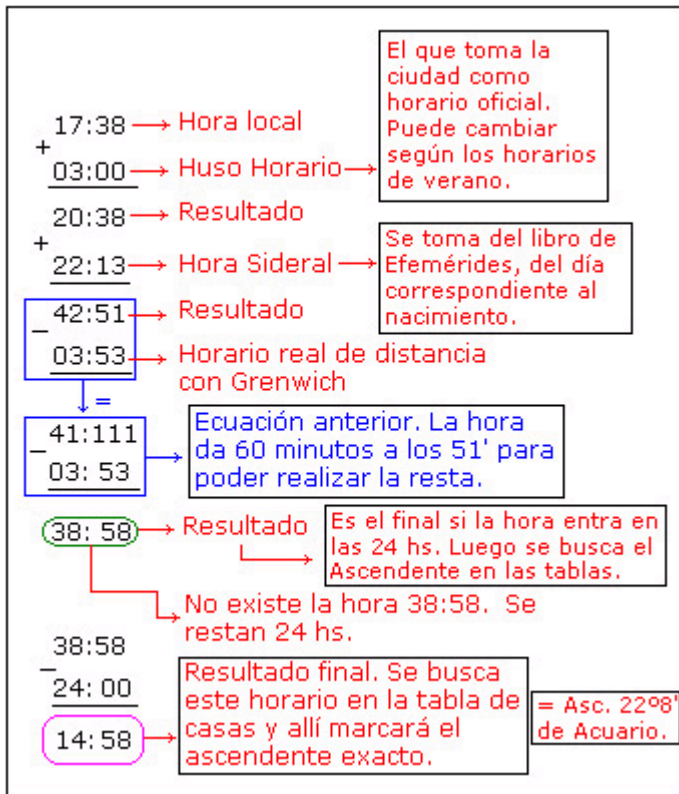 El que toma la
ciudad como
horario oficial.
Puede cambiar
según los horarios
de verano.
17:38 Hora local
+
03:00 Huso Horario
20:38 Resultado
+
22:13 Hora Sideral
Se toma del libro de
Efemérides, del día
correspondiente al
nacimiento.
42:51 Resultado
–
03:53 Horario real de distancia
con Grenwich
=
41:111
–
03: 53
Ecuación anterior. La hora
da 60 minutos a los 51' para
poder realizar la resta.
38: 58 Resultado
Es el final si la hora entra en
las 24 hs. Luego se busca el
Ascendente en las tablas.
No existe la hora 38:58. Se
restan 24 hs.
38:58
–
24: 00
14: 58
Resultado final. Se busca
este horario en la tabla de
casas y allí marcará el
ascendente exacto.
= Asc. 22º8'
de Acuario.